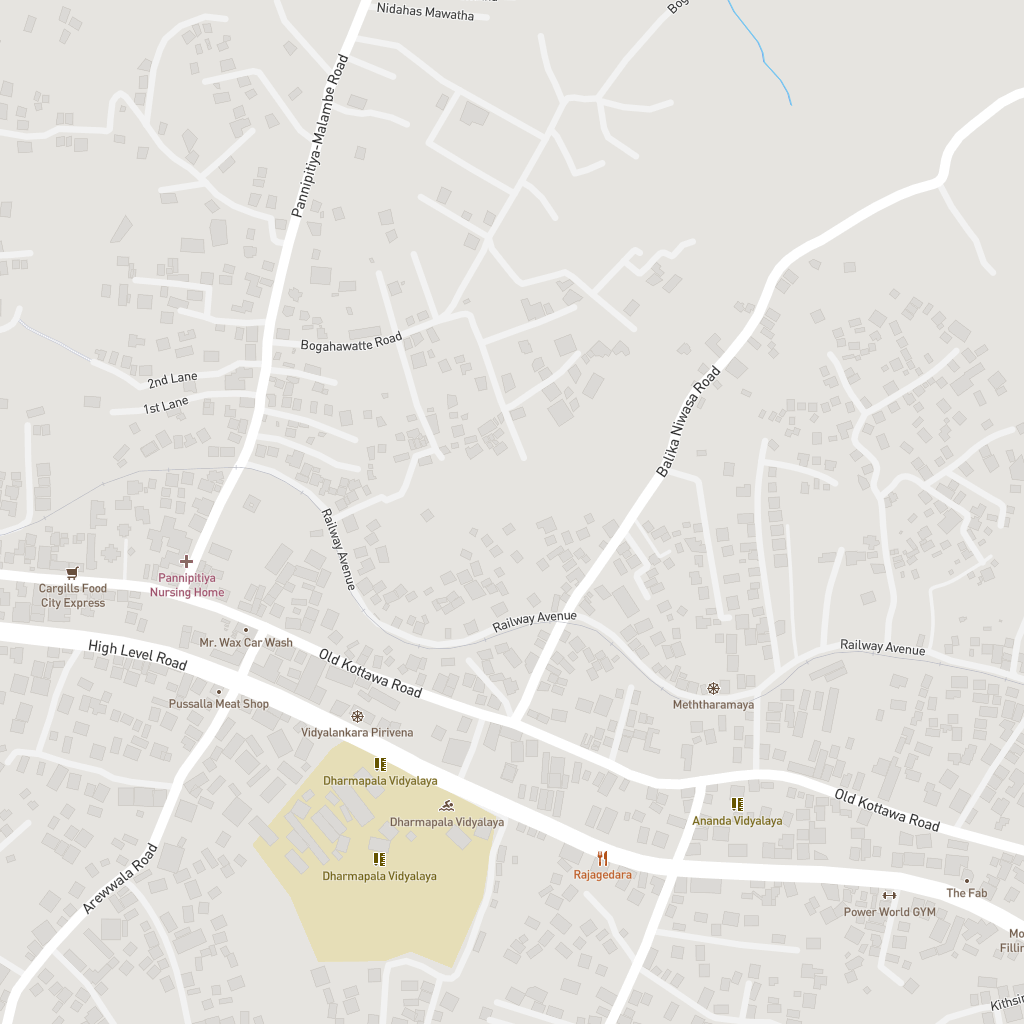 Nidahas Mawatha
Pannipitiya-Malambe Road
Bogahawatte Road
2nd Lane
1st Lane
Balika Niwasa Road
Railway Avenue
Pannipitiya
Nursing Home
Cargills Food
City Express
Railway Avenue
Mr. Wax Car Wash
High Level Road
Old Kottawa Road
Railway Avenue
Pussalla Meat Shop
Meththaramaya
Vidyalankara Pirivena
Dharmapala Vidyalaya
Dharmapala Vidyalaya
Ananda Vidyalaya
Old Kottawa Road
Dharmapala Vidyalaya
Rajagedara
Arewwala Road
The Fab
Power World GYM